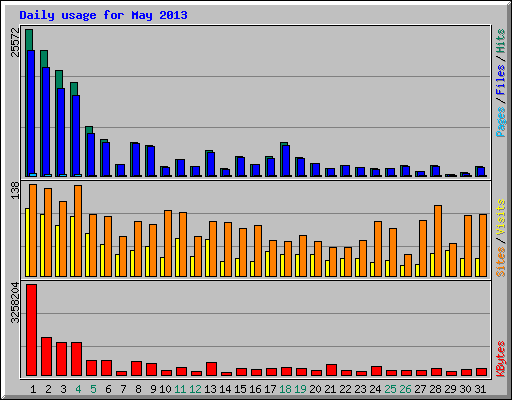 Daily usage for May 2013
25572
Pages / Files / Hits
138
Sites / Visits
3258204
KBytes
1 2 3 4 5 6 7 8 9 10 11 12 13 14 15 16 17 18 19 20 21 22 23 24 25 26 27 28 29 30 31